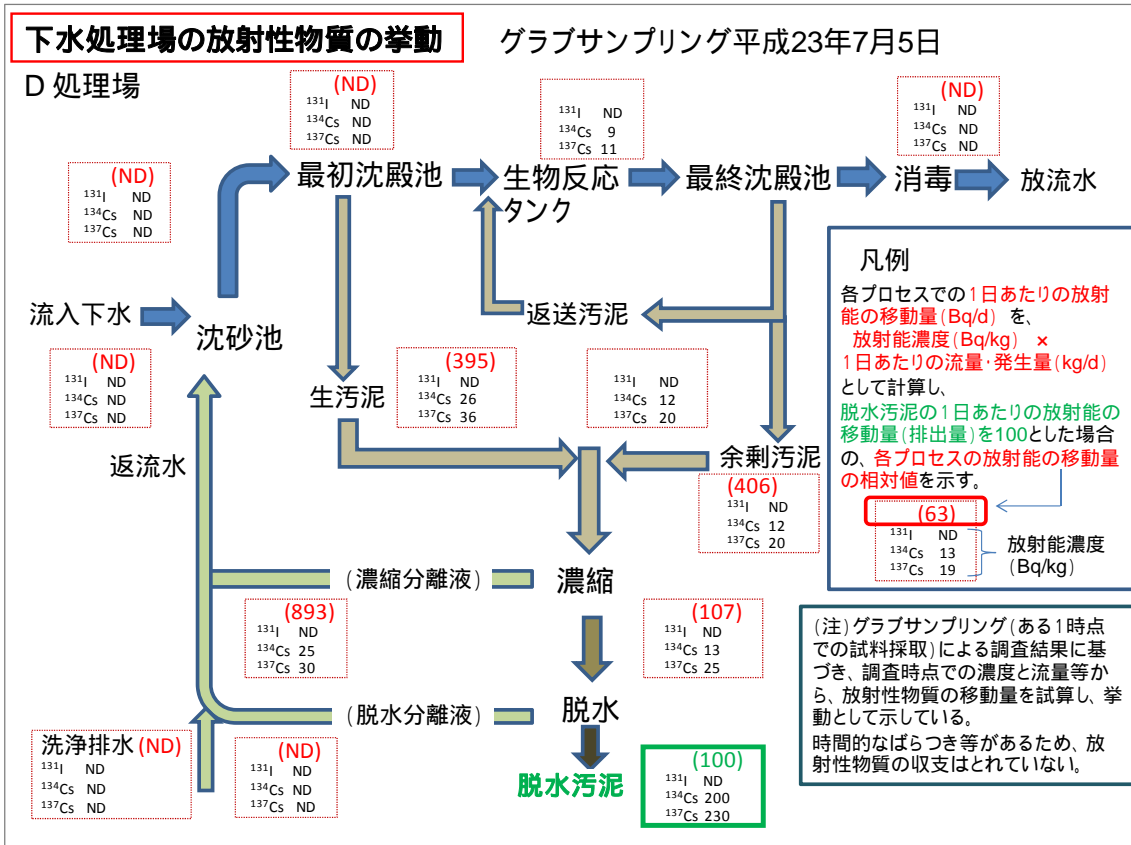 下水処理場の放射性物質の挙動
グラブサンプリング平成23年7月5日
D 処理場
(ND)
131I ND
134Cs ND
137Cs ND
131I ND
134Cs 9
137Cs 11
(ND)
131I ND
134Cs ND
137Cs ND
(ND)
131I ND
134Cs ND
137Cs ND
最初沈殿池
生物反応
タンク
最終沈殿池
消毒
放流水
流入下水
沈砂池
(ND)
131I ND
134Cs ND
137Cs ND
返送汚泥
生汚泥
(395)
131I ND
134Cs 26
137Cs 36
131I ND
134Cs 12
137Cs 20
余剰汚泥
(406)
131I ND
134Cs 12
137Cs 20
返流水
(濃縮分離液)
濃縮
(893)
131I ND
134Cs 25
137Cs 30
(107)
131I ND
134Cs 13
137Cs 25
(脱水分離液)
脱水
洗浄排水(ND)
131I ND
134Cs ND
137Cs ND
(ND)
131I ND
134Cs ND
137Cs ND
脱水汚泥
(100)
131I ND
134Cs 200
137Cs 230
凡例
各プロセスでの1日あたりの放射
能の移動量(Bq/d) を、
放射能濃度(Bq/kg) ×
1日あたりの流量・発生量(kg/d)
として計算し、
脱水汚泥の1日あたりの放射能の
移動量(排出量)を100とした場合
の、各プロセスの放射能の移動量
の相対値を示す。
(63)
131I ND
134Cs 13
137Cs 19
放射能濃度
(Bq/kg)
(注)グラブサンプリング(ある1時点
での試料採取)による調査結果に基
づき、調査時点での濃度と流量等か
ら、放射性物質の移動量を試算し、挙
動として示している。
時間的なばらつき等があるため、放
射性物質の収支はとれていない。